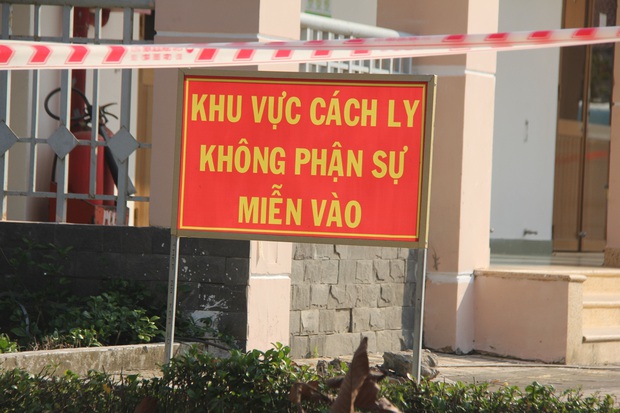 KHU VỰC CÁCH LY
KHÔNG PHẬN SỰ
MIỄN VÀO